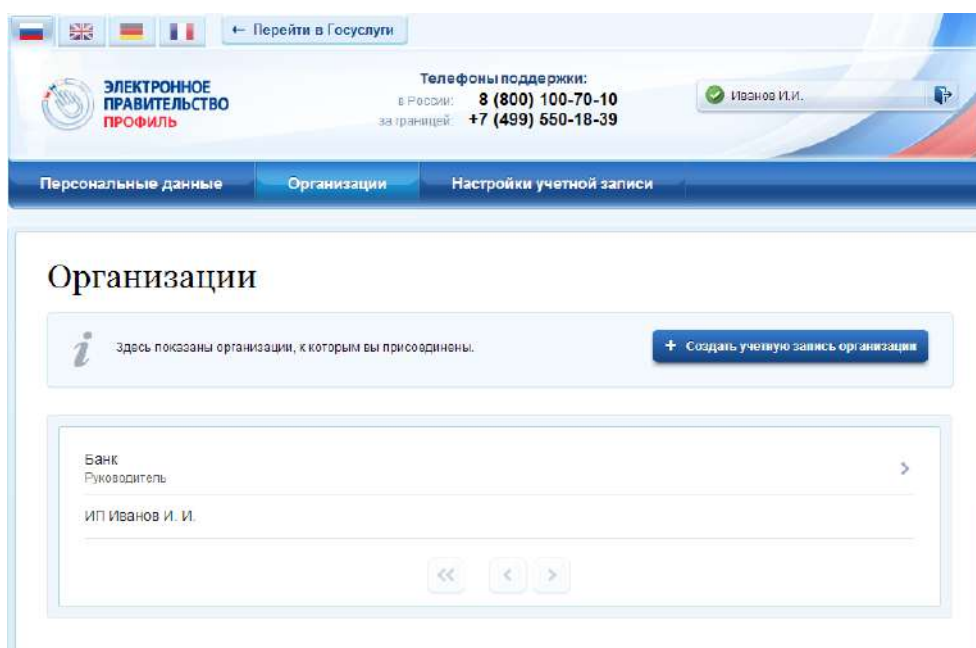 ← Перейти в Госуслуги
ЭЛЕКТРОННОЕ
ПРАВИТЕЛЬСТВО
ПРОФИЛЬ
Телефоны поддержки:
в России: 8 (800) 100-70-10
за границей: +7 (499) 550-18-39
Иванов И.И.
Персональные данные Организации Настройки учетной записи
Организации
Здесь показаны организации, к которым вы присоединены.
+ Создать учетную запись организации
Банк
Руководитель
ИП Иванов И. И.